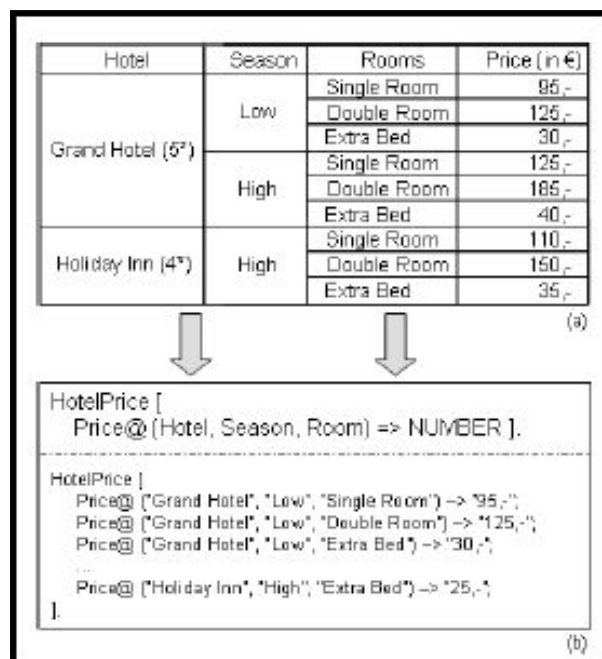 Hotel Season Rooms Price (in €)
Grand Hotel (5*) Low Single Room 95,-
Double Room 125,-
Extra Bed 30,-
High Single Room 125,-
Double Room 185,-
Extra Bed 40,-
Holiday Inn (4*) High Single Room 110,-
Double Room 150,-
Extra Bed 35,-
(a)
HotelPrice [
Price@ (Hotel, Season, Room) => NUMBER ].
HotelPrice [
Price@ ("Grand Hotel", "Low", "Single Room") -> "95,-";
Price@ ("Grand Hotel", "Low", "Double Room") -> "125,-";
Price@ ("Grand Hotel", "Low", "Extra Bed") -> "30,-";
...
Price@ ("Holiday Inn", "High", "Extra Bed") -> "25,-";
].
(b)